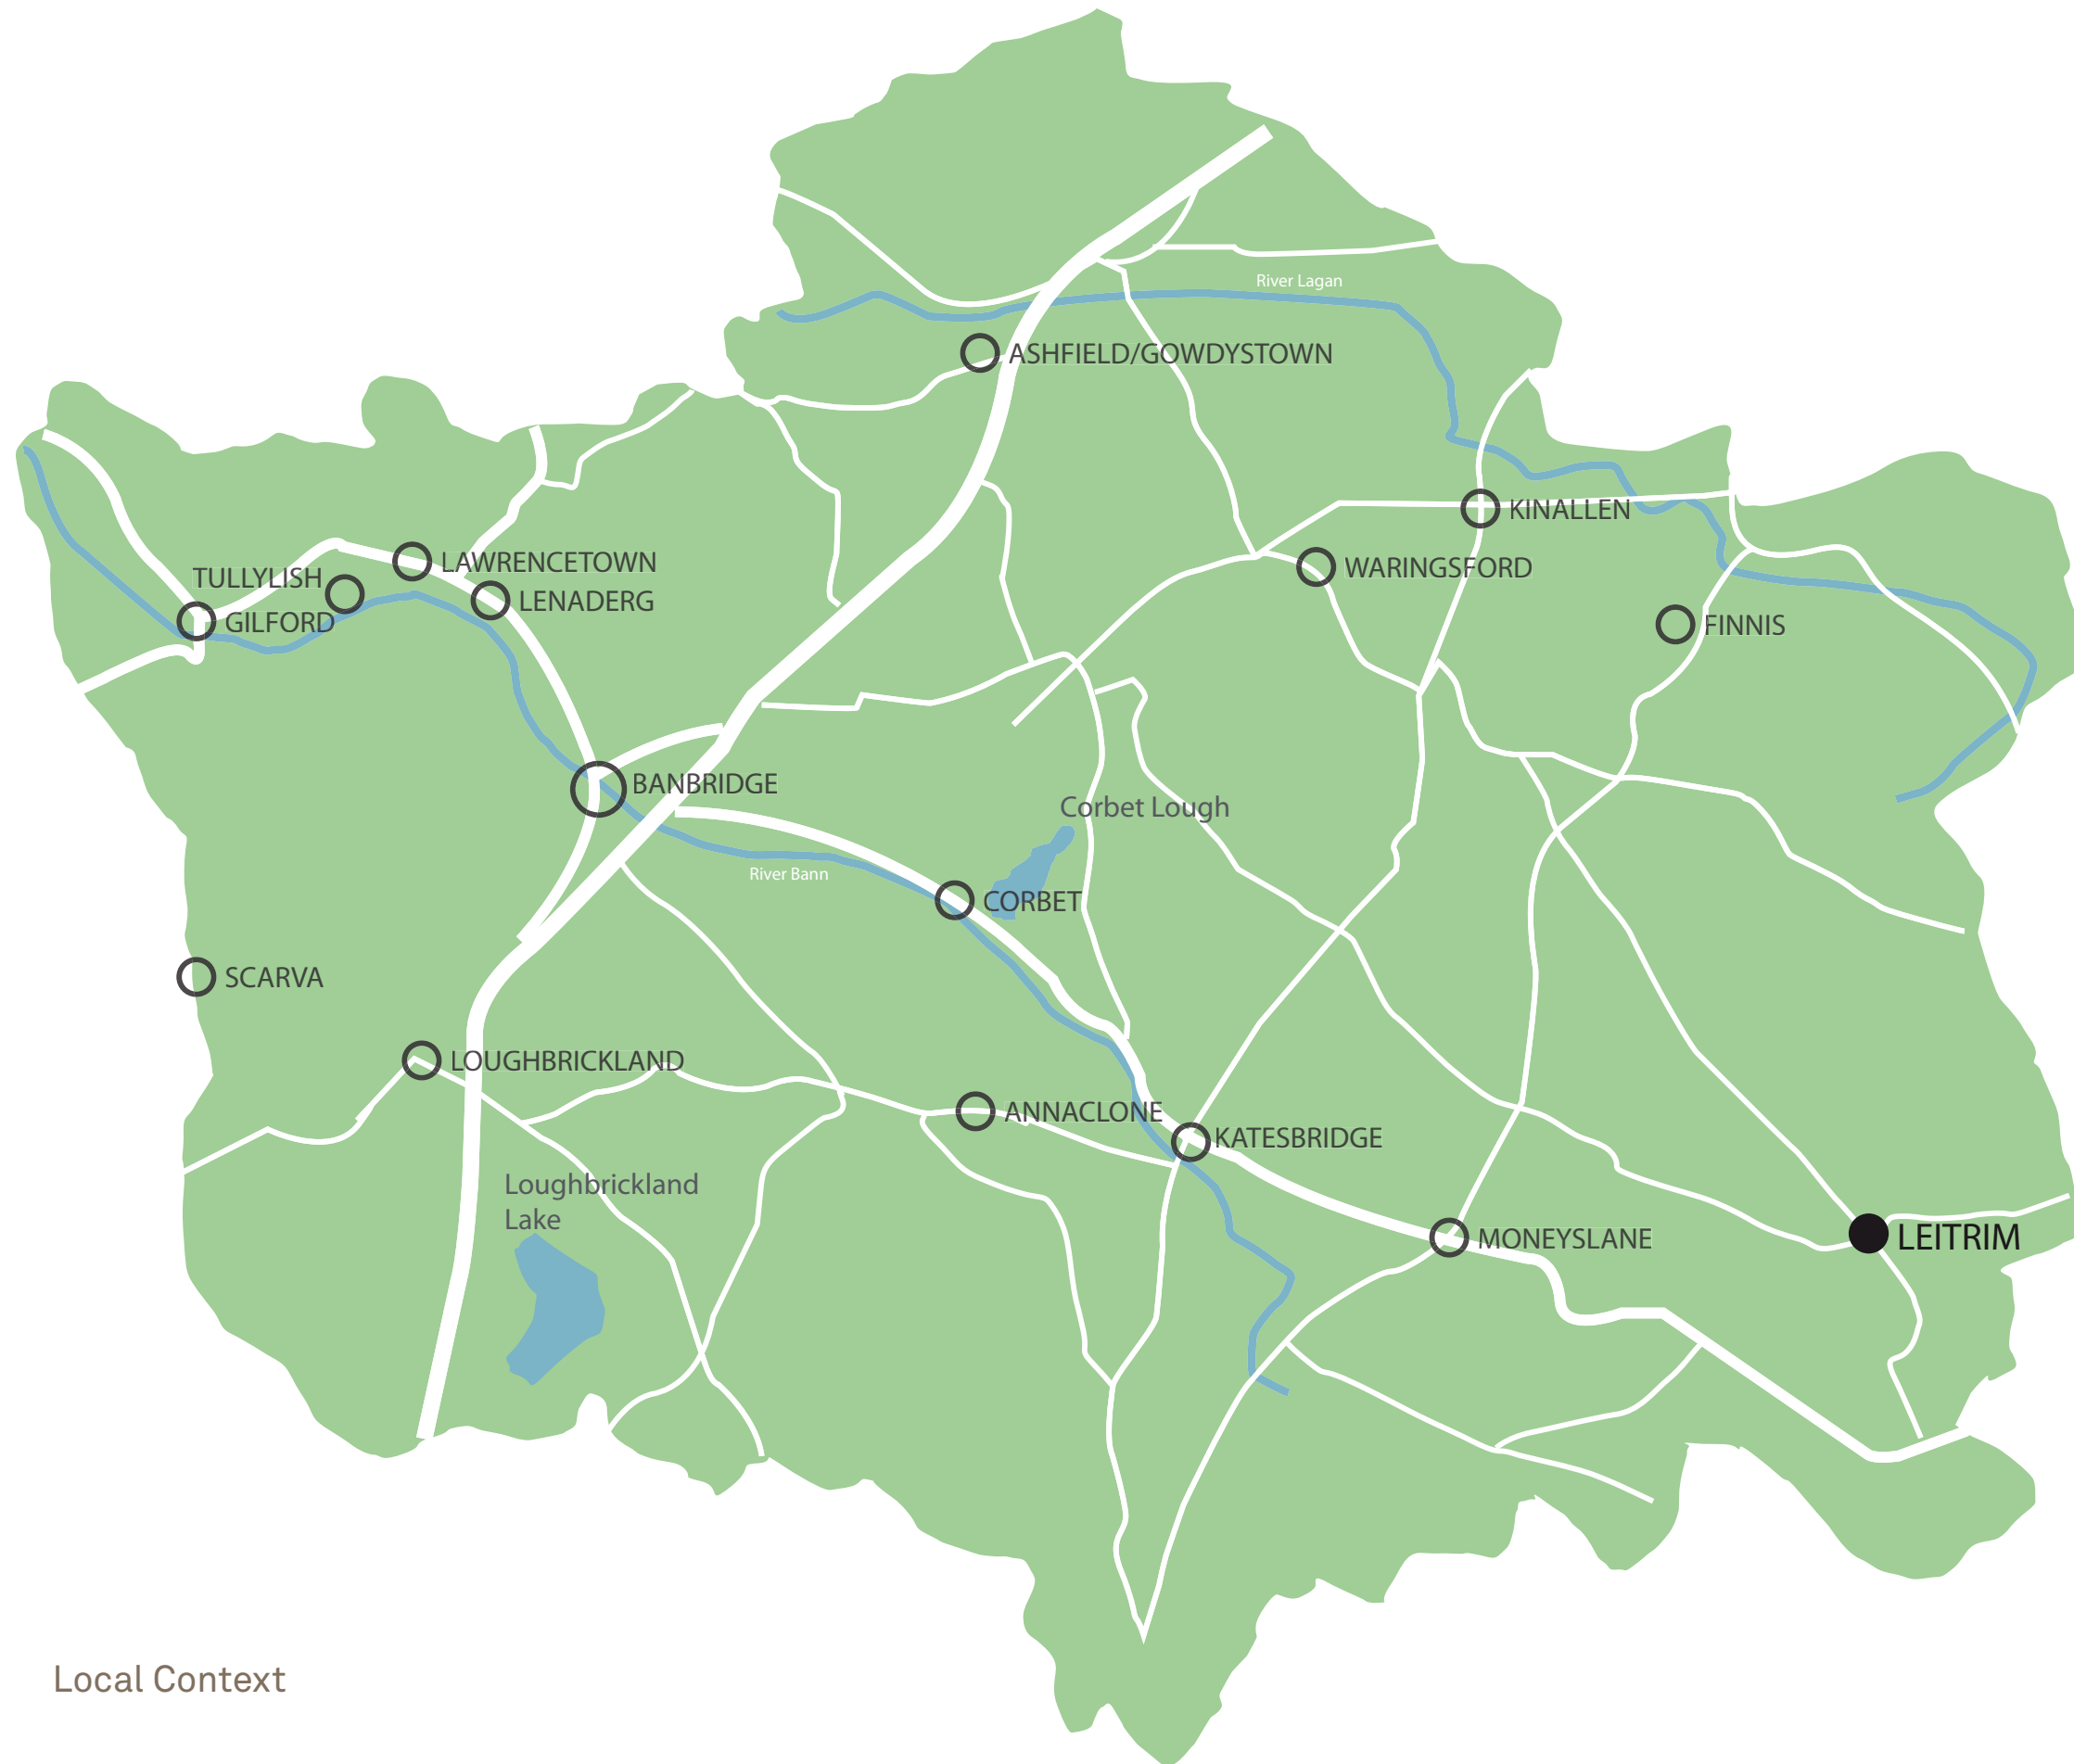 River Lagan
ASHFIELD/GOWDYSTOWN
KINALLEN
LAWRENCETOWN
WARINGSFORD
TULLYLISH
LENADERG
GILFORD
FINNIS
BANBRIDGE
Corbet Lough
River Bann
CORBET
SCARVA
LOUGHBRICKLAND
ANNACLONE
KATESBRIDGE
Loughbrickland
Lake
MONEYSLANE
LEITRIM
Local Context